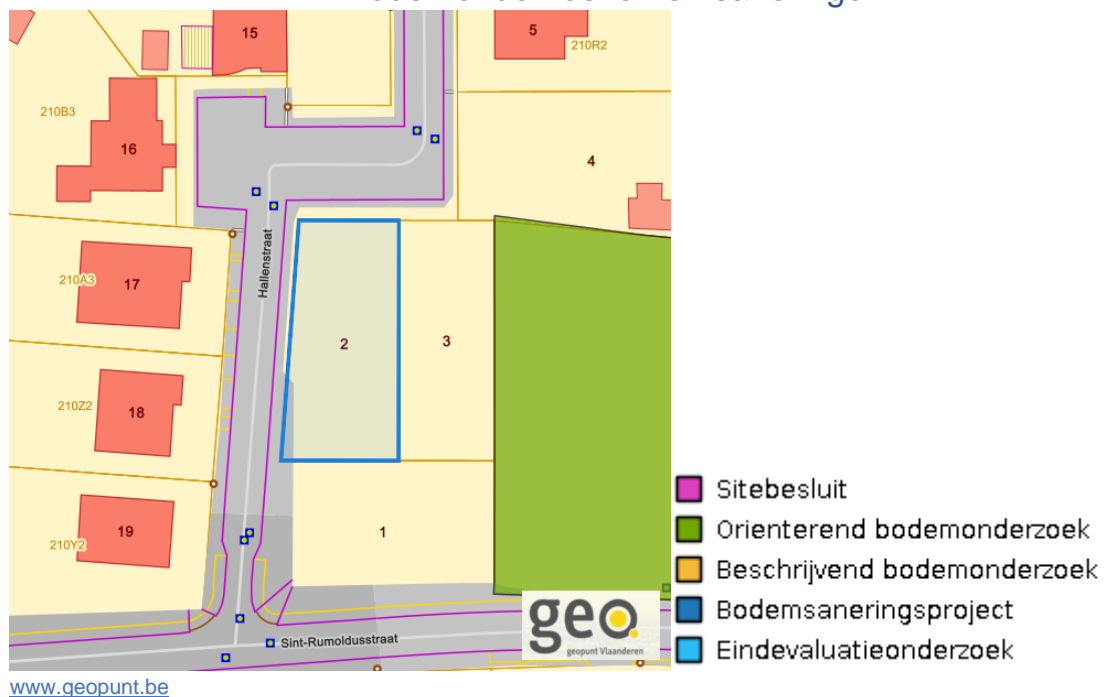 15
5
210R2
210B3
16
4
Hallenstraat
210A3
17
2
3
210Z2
18
1
19
210Y2
Sint-Rumoldusstraat
geo
geopunt Vlaanderen
Sitebesluit
Orienterend bodemonderzoek
Beschrijvend bodemonderzoek
Bodemsaneringsproject
Eindevaluatieonderzoek
www.geopunt.be